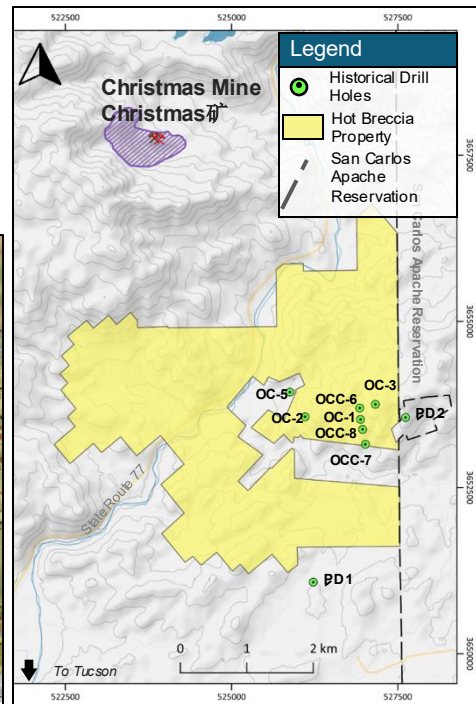 522500
525000
527500
Legend
Historical Drill
Holes
Hot Breccia
Property
San Carlos
Apache
Reservation
Christmas Mine
Christmas矿
3657500
San Carlos Apache Reservation
3655000
OC-5
OC-3
OCC-6
OC-2
OC-1
PD2
OCC-8
OCC-7
State Route 77
3652500
PD1
0 1 2 km
To Tucson
3650000
522500
525000
527500